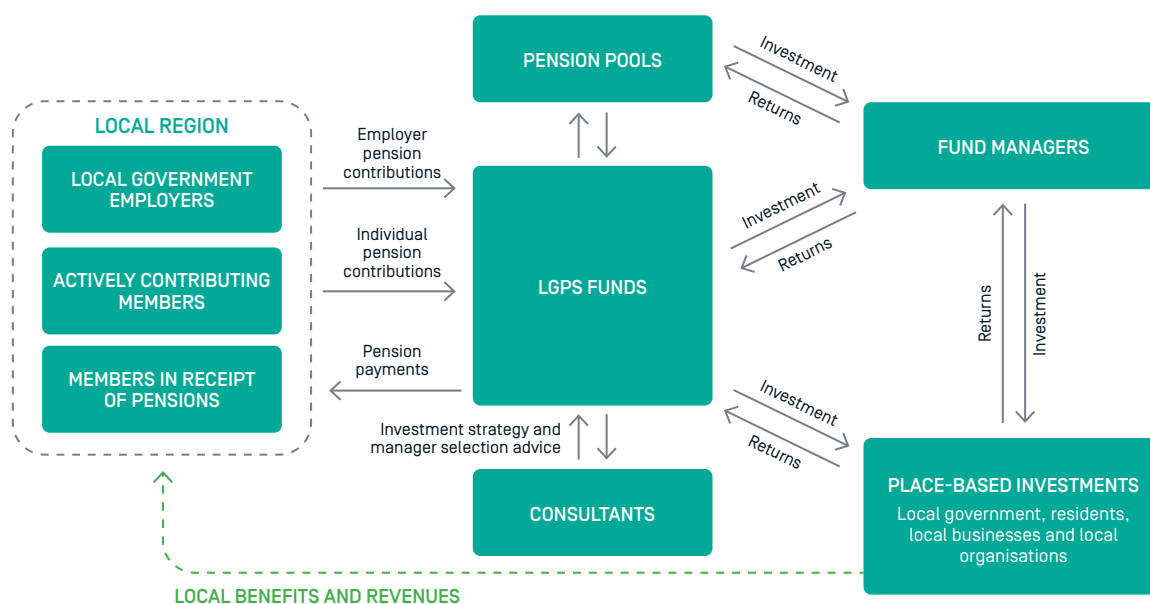 PENSION POOLS
Investment
Returns
LOCAL REGION
LOCAL GOVERNMENT
EMPLOYERS
ACTIVELY CONTRIBUTING
MEMBERS
MEMBERS IN RECEIPT
OF PENSIONS
Employer
pension
contributions
Individual
pension
contributions
Pension
payments
LGPS FUNDS
Investment
Returns
FUND MANAGERS
Returns
Investment
Investment
Returns
Investment strategy and
manager selection advice
CONSULTANTS
PLACE-BASED INVESTMENTS
Local government, residents,
local businesses and local
organisations
LOCAL BENEFITS AND REVENUES